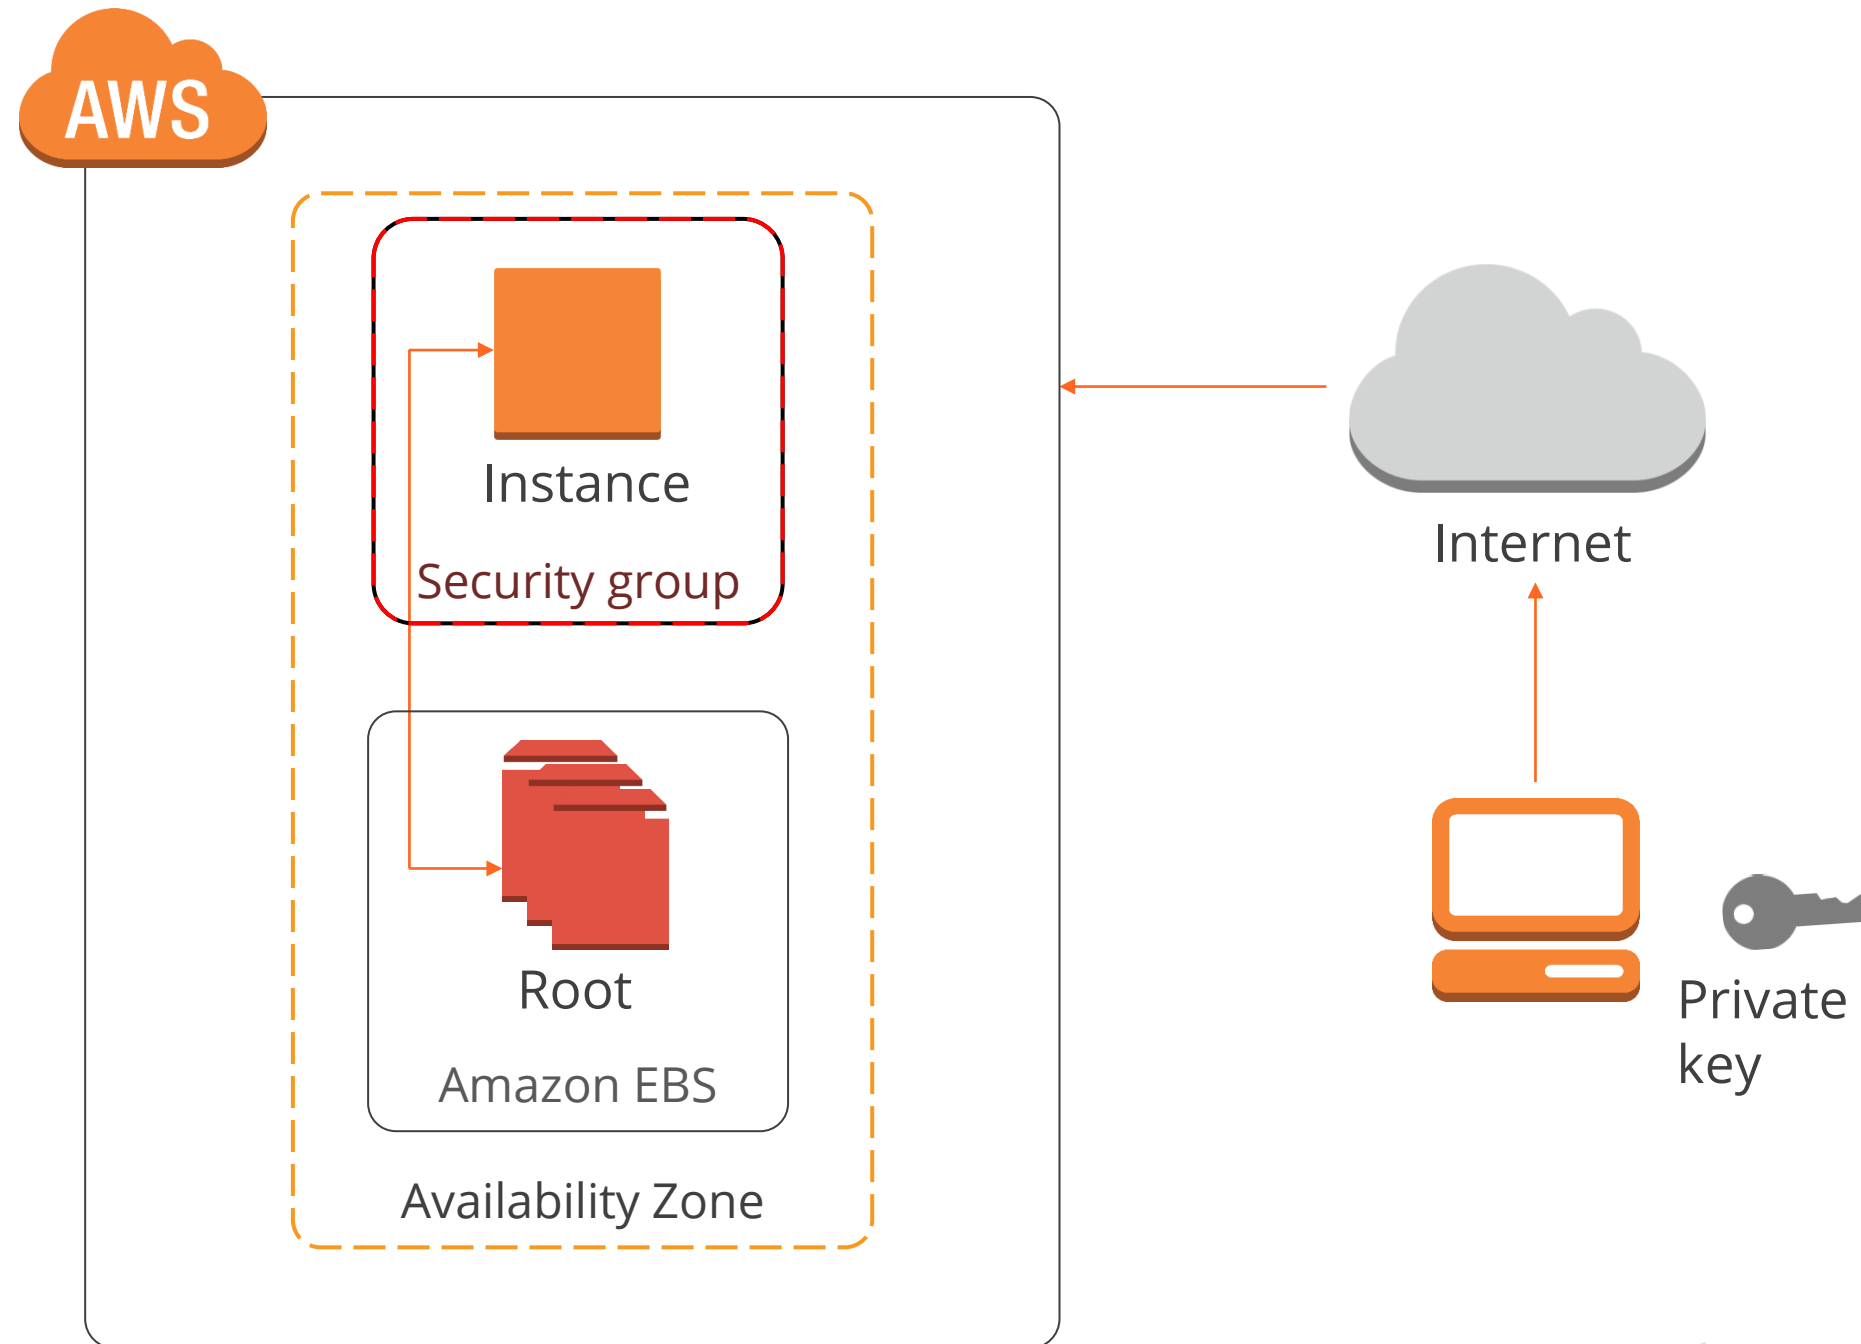 AWS
Instance
Security group
Root
Amazon EBS
Availability Zone
Internet
Private
key